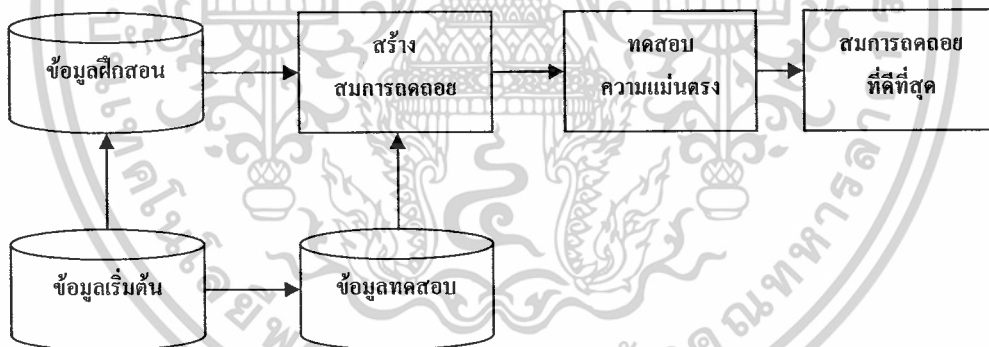 ข้อมูลฝึกสอน
สร้าง
สมการถดถอย
ทดสอบ
ความแม่นตรง
สมการถดถอย
ที่ดีที่สุด
ข้อมูลเริ่มต้น
ข้อมูลทดสอบ